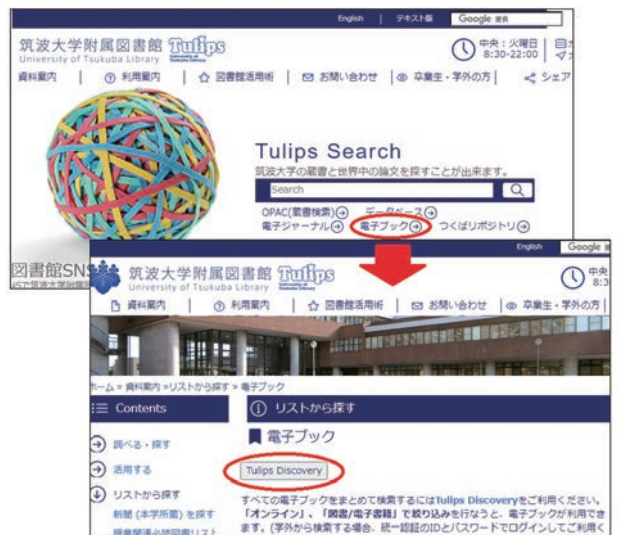 English | テキスト版 Google 提供
筑波大学附属図書館 Tulips
University of Tsukuba Library
中央：火曜日
8:30-22:00
資料案内 | 利用案内 | 図書館活用術 | お問い合わせ | 卒業生・学外の方 | シェア
Tulips Search
筑波大学の蔵書と世界中の論文を探すことが出来ます。
Search
OPAC(蔵書検索) データベース
電子ジャーナル 電子ブック つくばリポジトリ
図書館SNS
English Google
筑波大学附属図書館 Tulips
University of Tsukuba Library
中央
8:3
資料案内 | 利用案内 | 図書館活用術 | お問い合わせ | 卒業生・学外の方
ホーム » 資料案内 »リストから探す » 電子ブック
Contents
リストから探す
調べる・探す
電子ブック
活用する
Tulips Discovery
リストから探す
すべての電子ブックをまとめて検索するにはTulips Discoveryをご利用ください。
新聞 (本学所蔵) を探す
「オンライン」、「図書/電子書籍」で絞り込みを行なうと、電子ブックが利用でき
授業関連必読図書リスト
ます。(学外から検索する場合、統一認証のIDとパスワードでログインしてご利用く